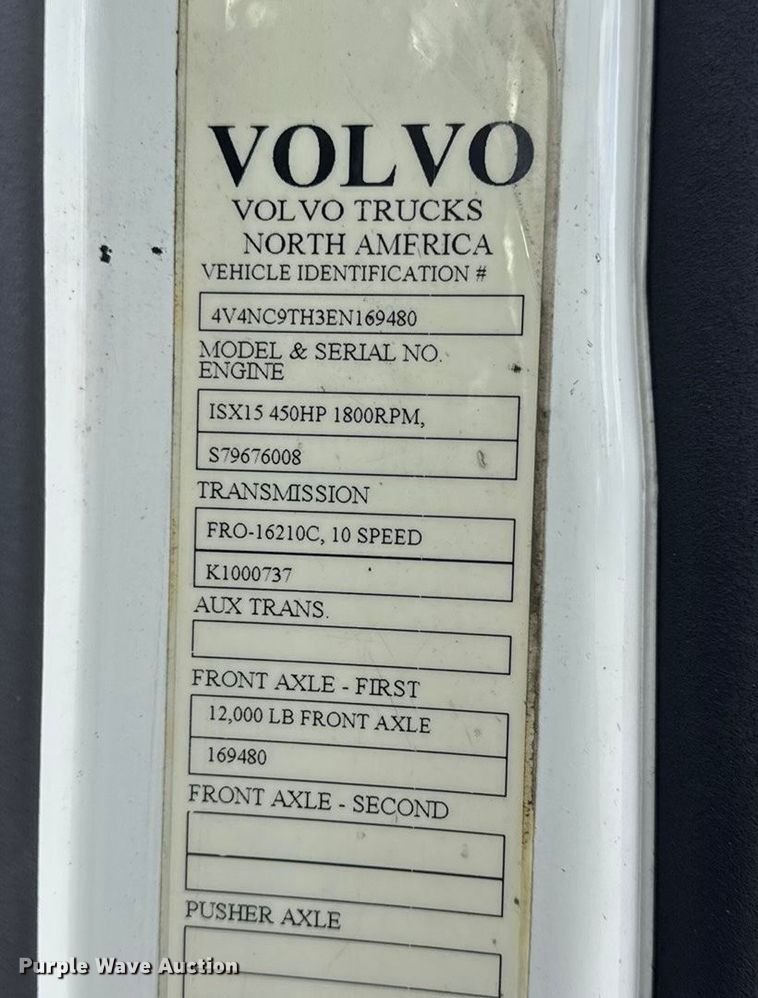 VOLVO
VOLVO TRUCKS
NORTH AMERICA
VEHICLE IDENTIFICATION #
4V4NC9TH3EN169480
MODEL & SERIAL NO.
ENGINE
ISX15 450HP 1800RPM,
S79676008
TRANSMISSION
FRO-16210C, 10 SPEED
K1000737
AUX TRANS.
FRONT AXLE - FIRST
12,000 LB FRONT AXLE
169480
FRONT AXLE - SECOND
PUSHER AXLE
Purple Wave Auction